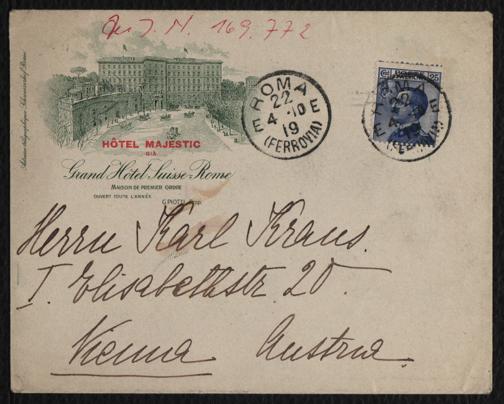 H. I. N. 169.772
HÔTEL MAJESTIC
GIÀ
Grand Hôtel Suisse-Rome
MAISON DE PREMIER ORDRE
OUVERT TOUTE L'ANNÉE
ROMA
22
4-10 E
19
(FERROVIA)
Herrn Karl Kraus.
I. Elisabethstr. 20.
Vienna Austria.